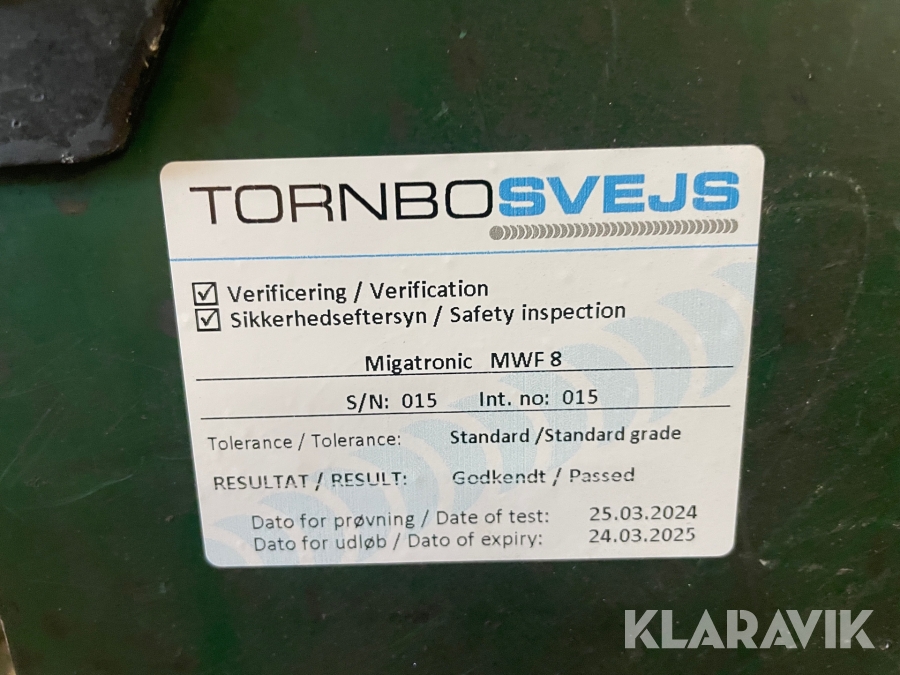 TORNBOSVEJS
☑ Verificering / Verification
☑ Sikkerhedseftersyn / Safety inspection
Migatronic MWF 8
S/N: 015 Int. no: 015
Tolerance / Tolerance: Standard /Standard grade
RESULTAT / RESULT: Godkendt / Passed
Dato for prøvning / Date of test: 25.03.2024
Dato for udløb / Dato of expiry: 24.03.2025
KLARAVIK